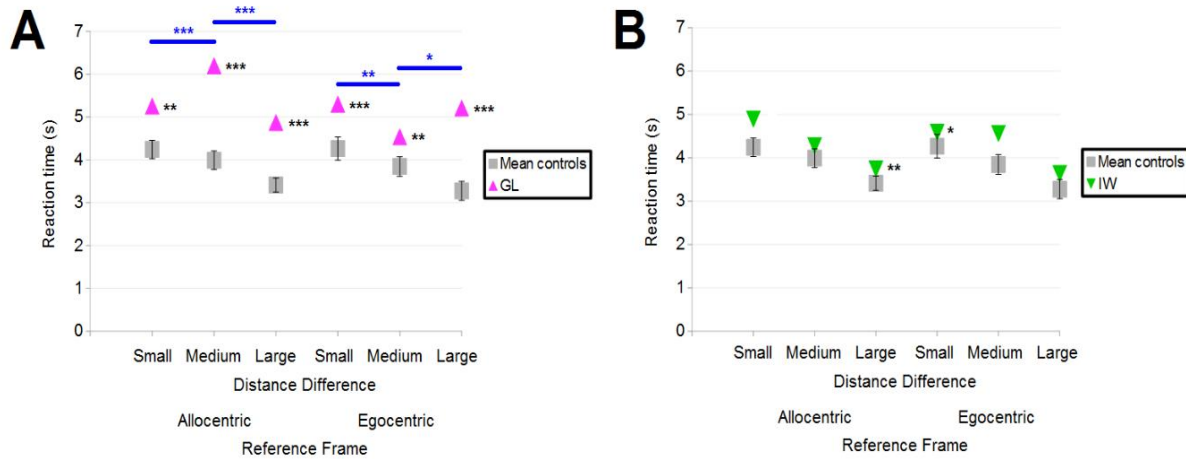 A
Reaction time (s)
7
6
5
4
3
2
1
0
***
***
**
*
**
***
***
***
**
***
Mean controls
GL
Small Medium Large Small Medium Large
Distance Difference
Allocentric Egocentric
Reference Frame
B
Reaction time (s)
7
6
5
4
3
2
1
0
**
*
Mean controls
IW
Small Medium Large Small Medium Large
Distance Difference
Allocentric Egocentric
Reference Frame